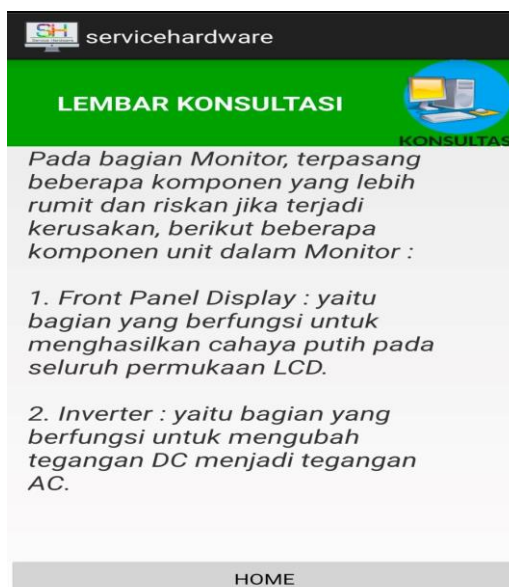 SH
servicehardware
LEMBAR KONSULTASI
KONSULTAS
Pada bagian Monitor, terpasang
beberapa komponen yang lebih
rumit dan riskan jika terjadi
kerusakan, berikut beberapa
komponen unit dalam Monitor :
1. Front Panel Display : yaitu
bagian yang berfungsi untuk
menghasilkan cahaya putih pada
seluruh permukaan LCD.
2. Inverter : yaitu bagian yang
berfungsi untuk mengubah
tegangan DC menjadi tegangan
AC.
HOME